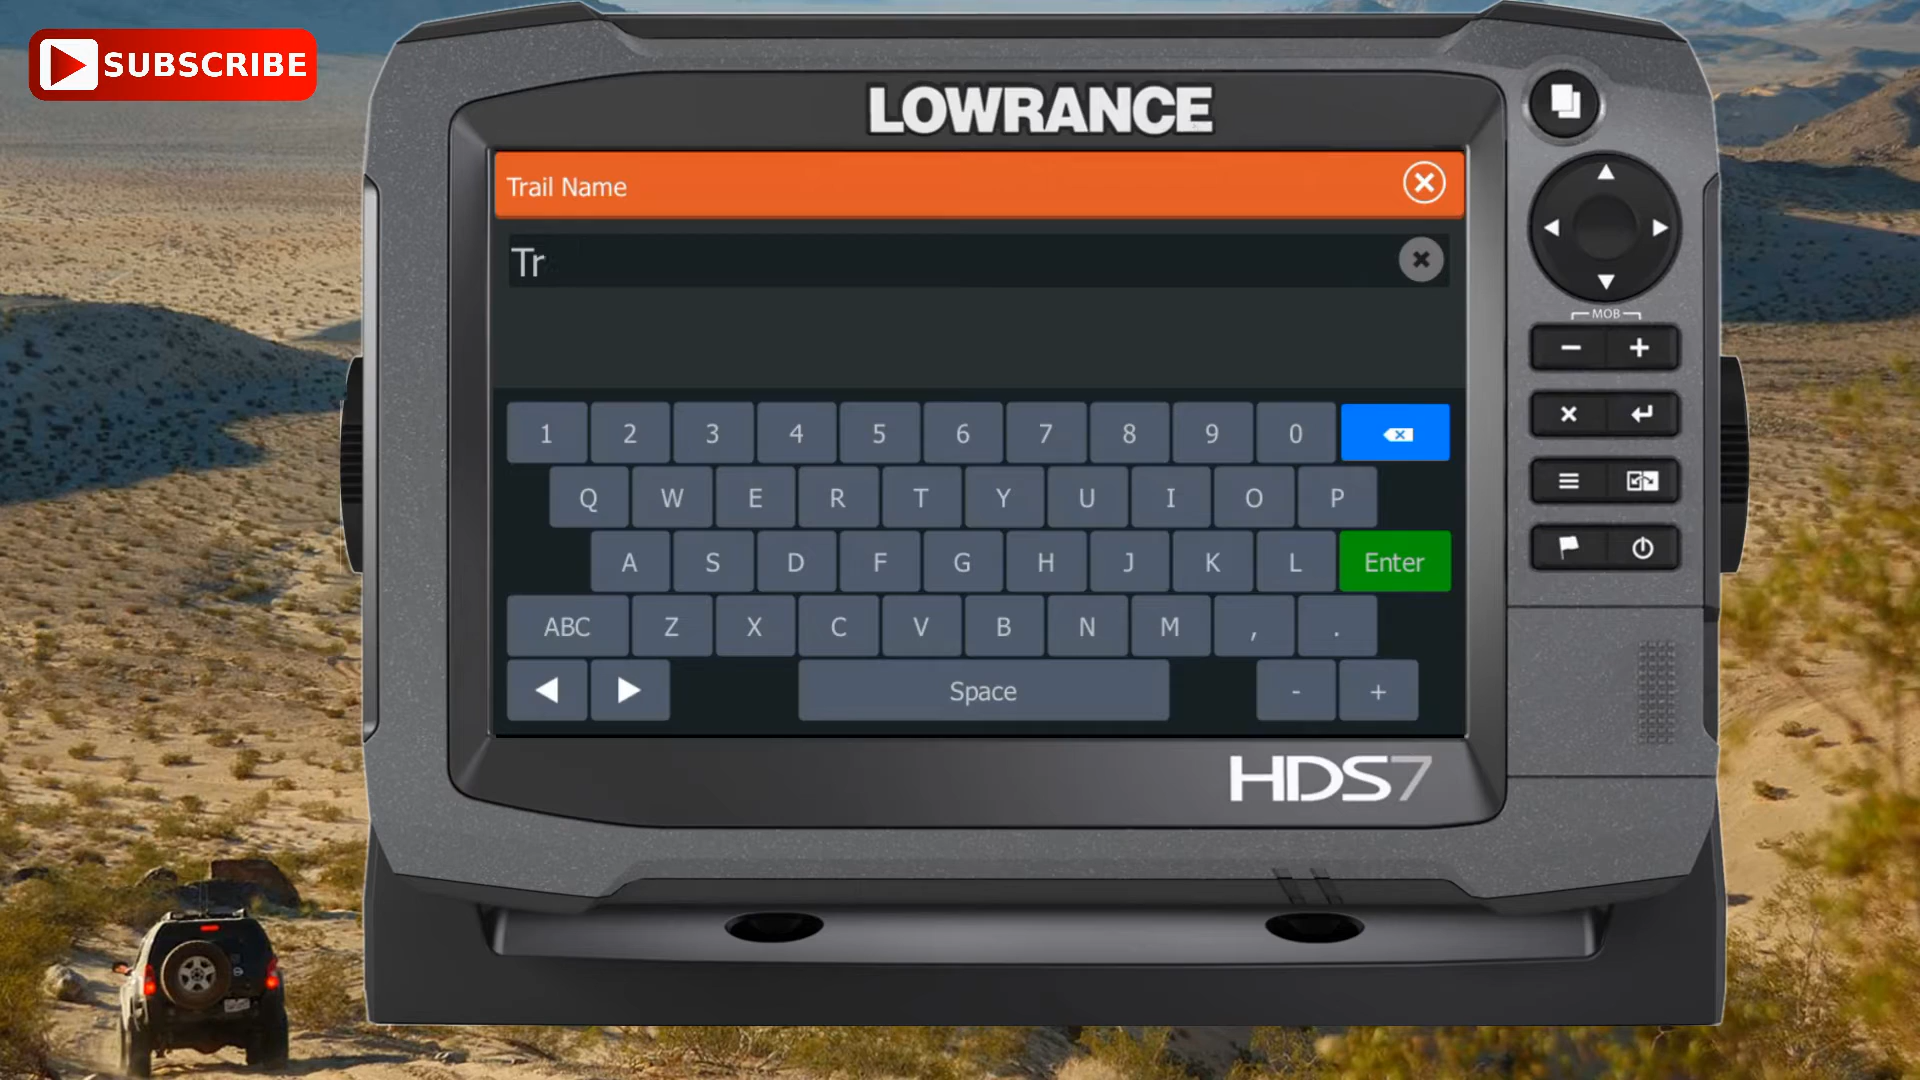 SUBSCRIBE
LOWRANCE
Trail Name
Tr
MOB
1 2 3 4 5 6 7 8 9 0
Q W E R T Y U I O P
A S D F G H J K L Enter
ABC Z X C V B N M , .
Space - +
HDS7